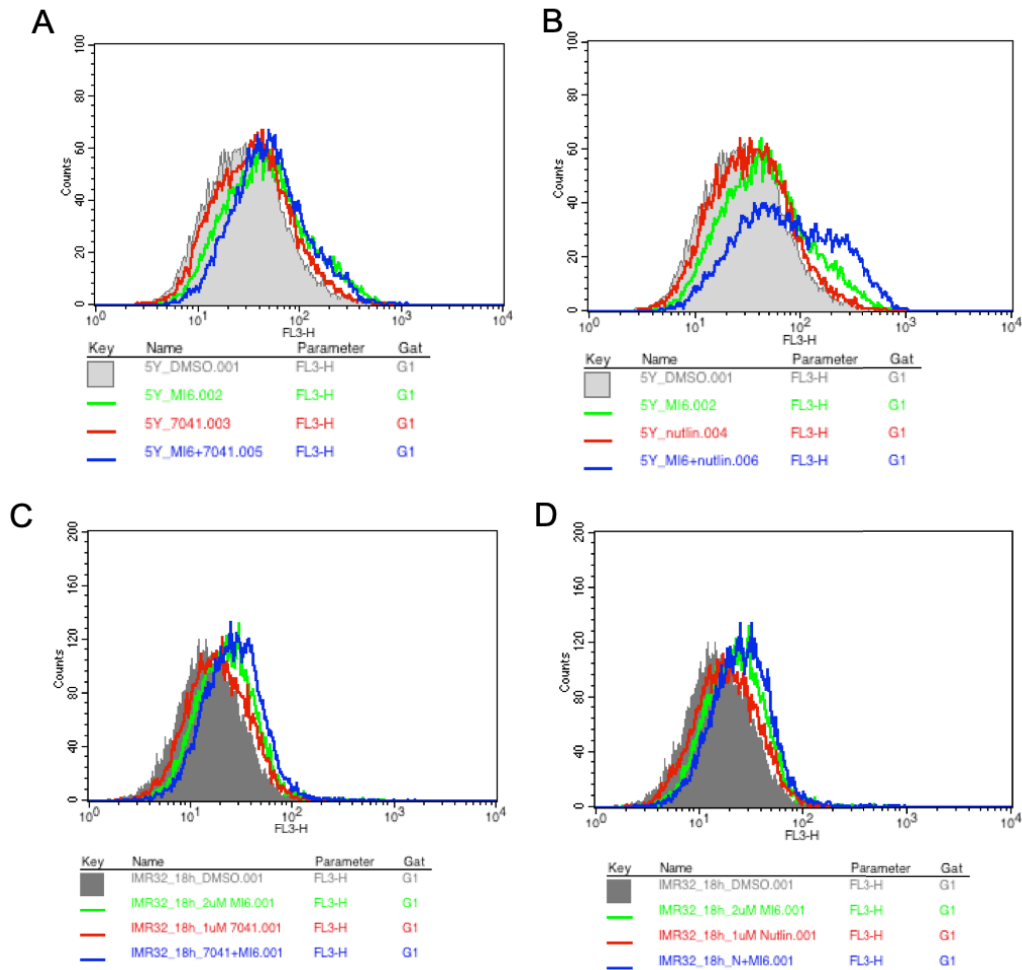 A
100
80
60
40
20
0
Counts
10^0 10^1 10^2 10^3 10^4
FL3-H
Key Name Parameter Gat
5Y_DMSO.001 FL3-H G1
5Y_MI6.002 FL3-H G1
5Y_7041.003 FL3-H G1
5Y_MI6+7041.005 FL3-H G1
B
100
80
60
40
20
0
Counts
10^0 10^1 10^2 10^3 10^4
FL3-H
Key Name Parameter Gat
5Y_DMSO.001 FL3-H G1
5Y_MI6.002 FL3-H G1
5Y_nutlin.004 FL3-H G1
5Y_MI6+nutlin.006 FL3-H G1
C
200
160
120
80
40
0
Counts
10^0 10^1 10^2 10^3 10^4
FL3-H
Key Name Parameter Gat
IMR32_18h_DMSO.001 FL3-H G1
IMR32_18h_2uM MI6.001 FL3-H G1
IMR32_18h_1uM 7041.001 FL3-H G1
IMR32_18h_7041+MI6.001 FL3-H G1
D
200
160
120
80
40
0
Counts
10^0 10^1 10^2 10^3 10^4
FL3-H
Key Name Parameter Gat
IMR32_18h_DMSO.001 FL3-H G1
IMR32_18h_2uM MI6.001 FL3-H G1
IMR32_18h_1uM Nutlin.001 FL3-H G1
IMR32_18h_N+MI6.001 FL3-H G1